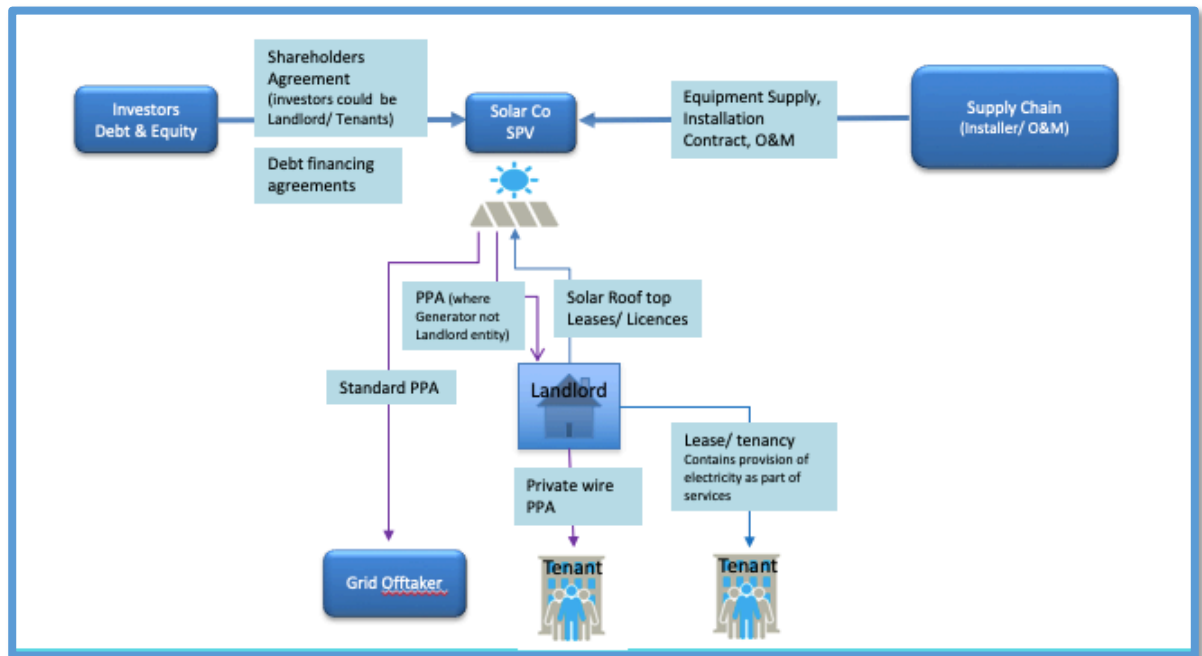 Shareholders
Agreement
(investors could be
Landlord/ Tenants)
Investors
Debt & Equity
Solar Co
SPV
Equipment Supply,
Installation
Contract, O&M
Supply Chain
(Installer/ O&M)
Debt financing
agreements
PPA (where
Generator not
Landlord entity)
Solar Roof top
Leases/ Licences
Standard PPA
Landlord
Lease/ tenancy
Contains provision of
electricity as part of
services
Private wire
PPA
Grid Offtaker
Tenant
Tenant